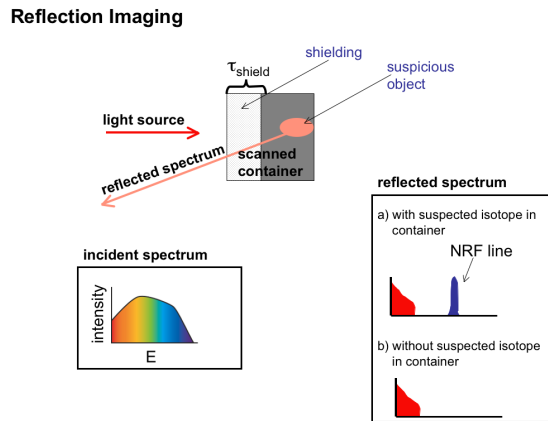 Reflection Imaging
τshield
shielding
suspicious
object
light source
reflected spectrum
scanned
container
incident spectrum
intensity
E
reflected spectrum
a) with suspected isotope in
container
NRF line
b) without suspected isotope
in container